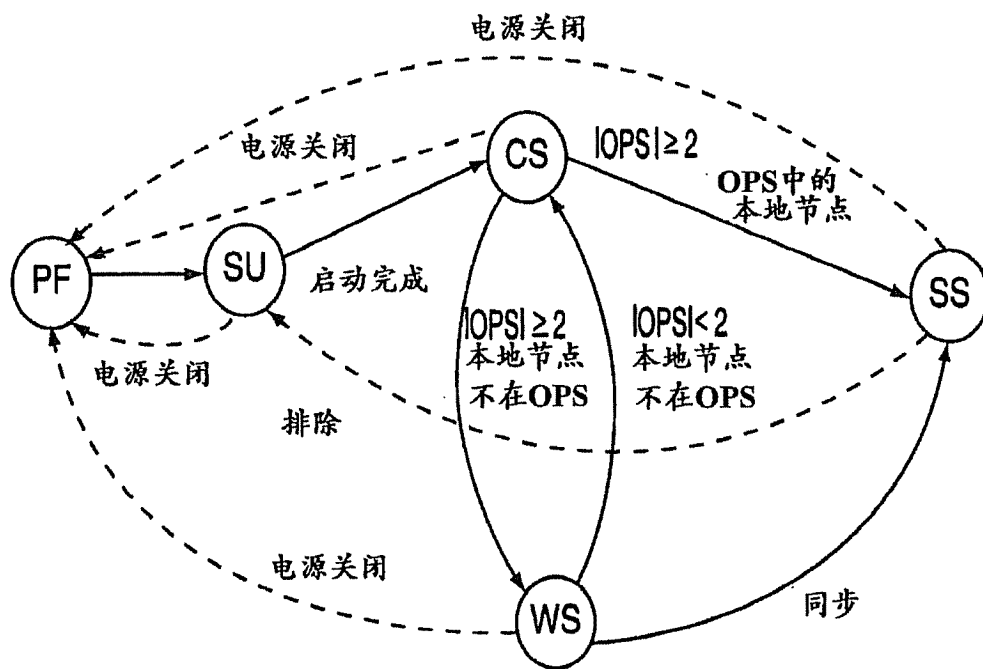 电源关闭
电源关闭
CS
|OPS|≥2
OPS中的
本地节点
PF
SU
启动完成
SS
|OPS|≥2
本地节点
不在OPS
|OPS|<2
本地节点
不在OPS
电源关闭
排除
电源关闭
WS
同步